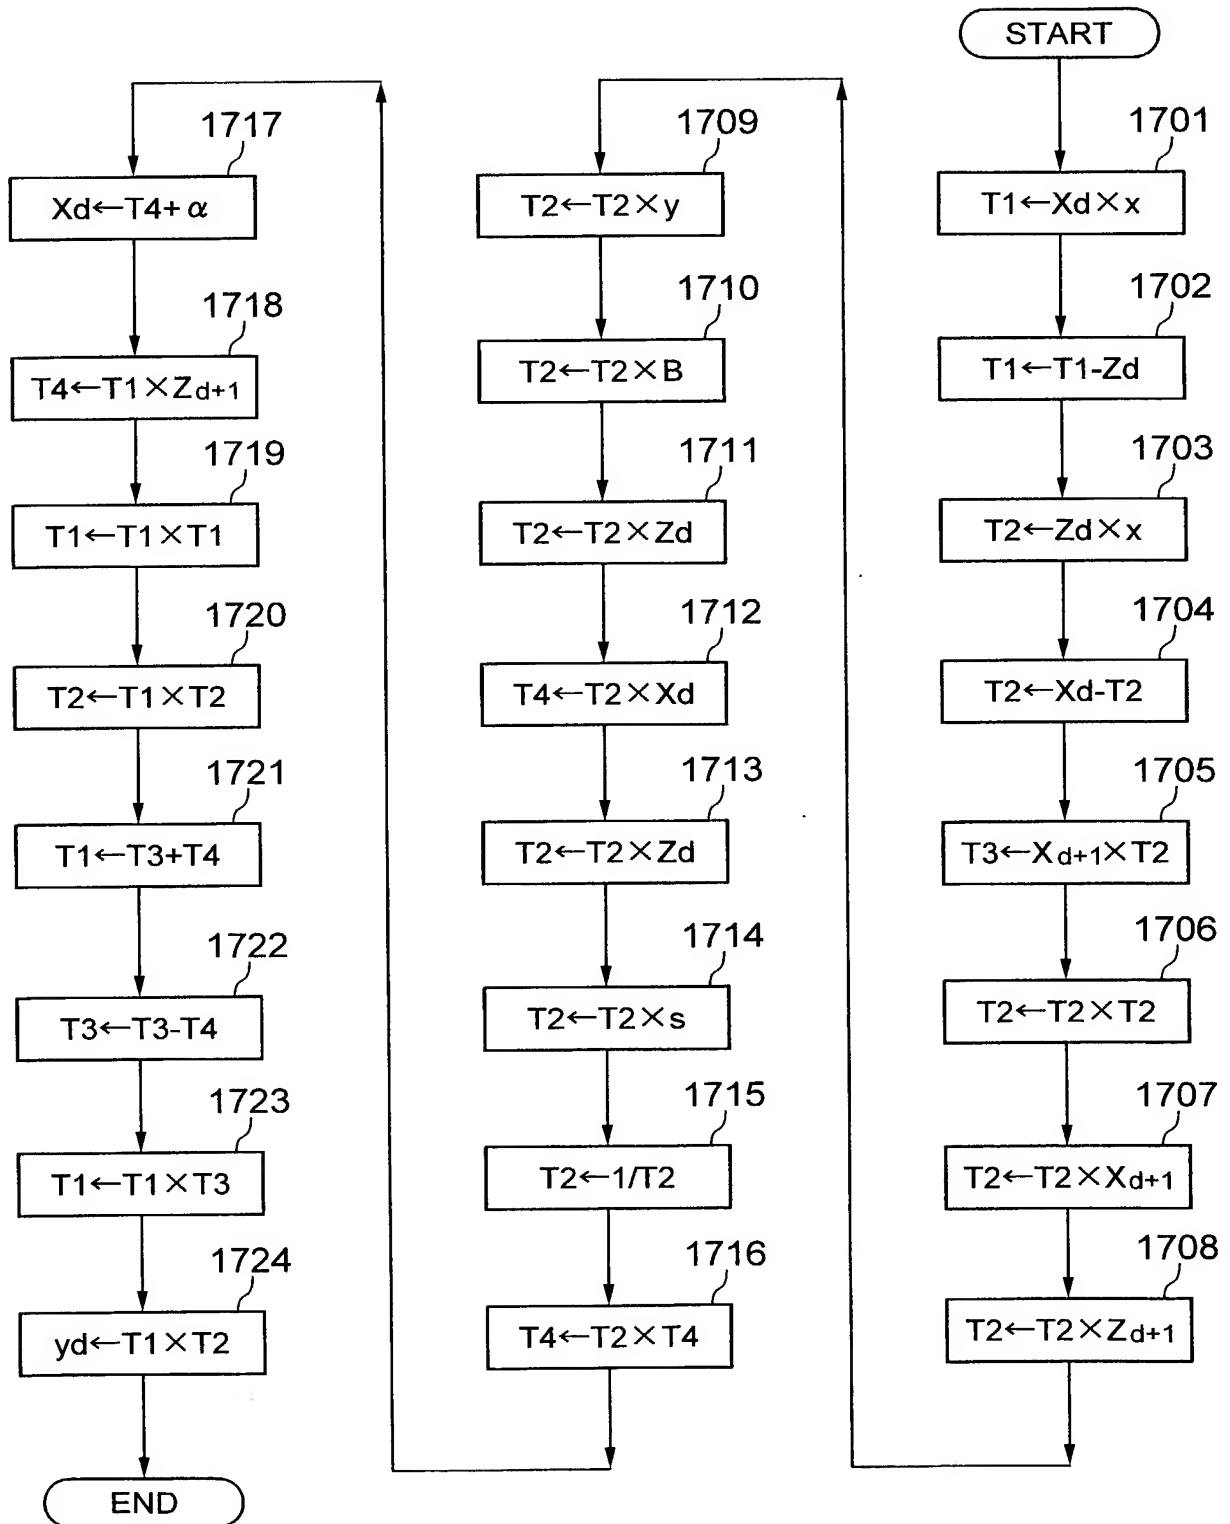 START
1701
T1←Xd×x
1702
T1←T1-Zd
1703
T2←Zd×x
1704
T2←Xd-T2
1705
T3←Xd+1×T2
1706
T2←T2×T2
1707
T2←T2×Xd+1
1708
T2←T2×Zd+1
1709
T2←T2×y
1710
T2←T2×B
1711
T2←T2×Zd
1712
T4←T2×Xd
1713
T2←T2×Zd
1714
T2←T2×s
1715
T2←1/T2
1716
T4←T2×T4
1717
Xd←T4+α
1718
T4←T1×Zd+1
1719
T1←T1×T1
1720
T2←T1×T2
1721
T1←T3+T4
1722
T3←T3-T4
1723
T1←T1×T3
1724
yd←T1×T2
END